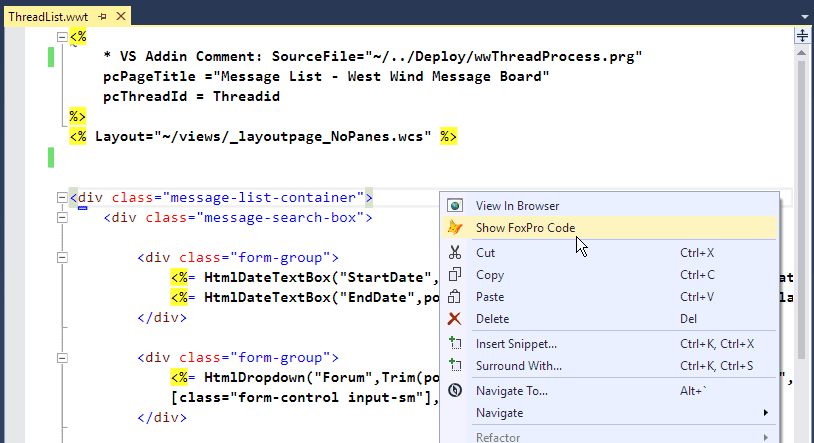 ThreadList.wwt
<%
* VS Addin Comment: SourceFile="~/../Deploy/wwThreadProcess.prg"
pcPageTitle ="Message List - West Wind Message Board"
pcThreadId = Threadid
%>
<% Layout="~/views/_layoutpage_NoPanes.wcs" %>
<div class="message-list-container">
<div class="message-search-box">
<div class="form-group">
<%= HtmlDateTextBox("StartDate",
<%= HtmlDateTextBox("EndDate",po
</div>
<div class="form-group">
<%= HtmlDropdown("Forum",Trim(po
[class="form-control input-sm"],
</div>
View In Browser
Show FoxPro Code
Cut Ctrl+X
Copy Ctrl+C
Paste Ctrl+V
Delete Del
Insert Snippet... Ctrl+K, Ctrl+X
Surround With... Ctrl+K, Ctrl+S
Navigate To... Alt+`
Navigate
Refactor